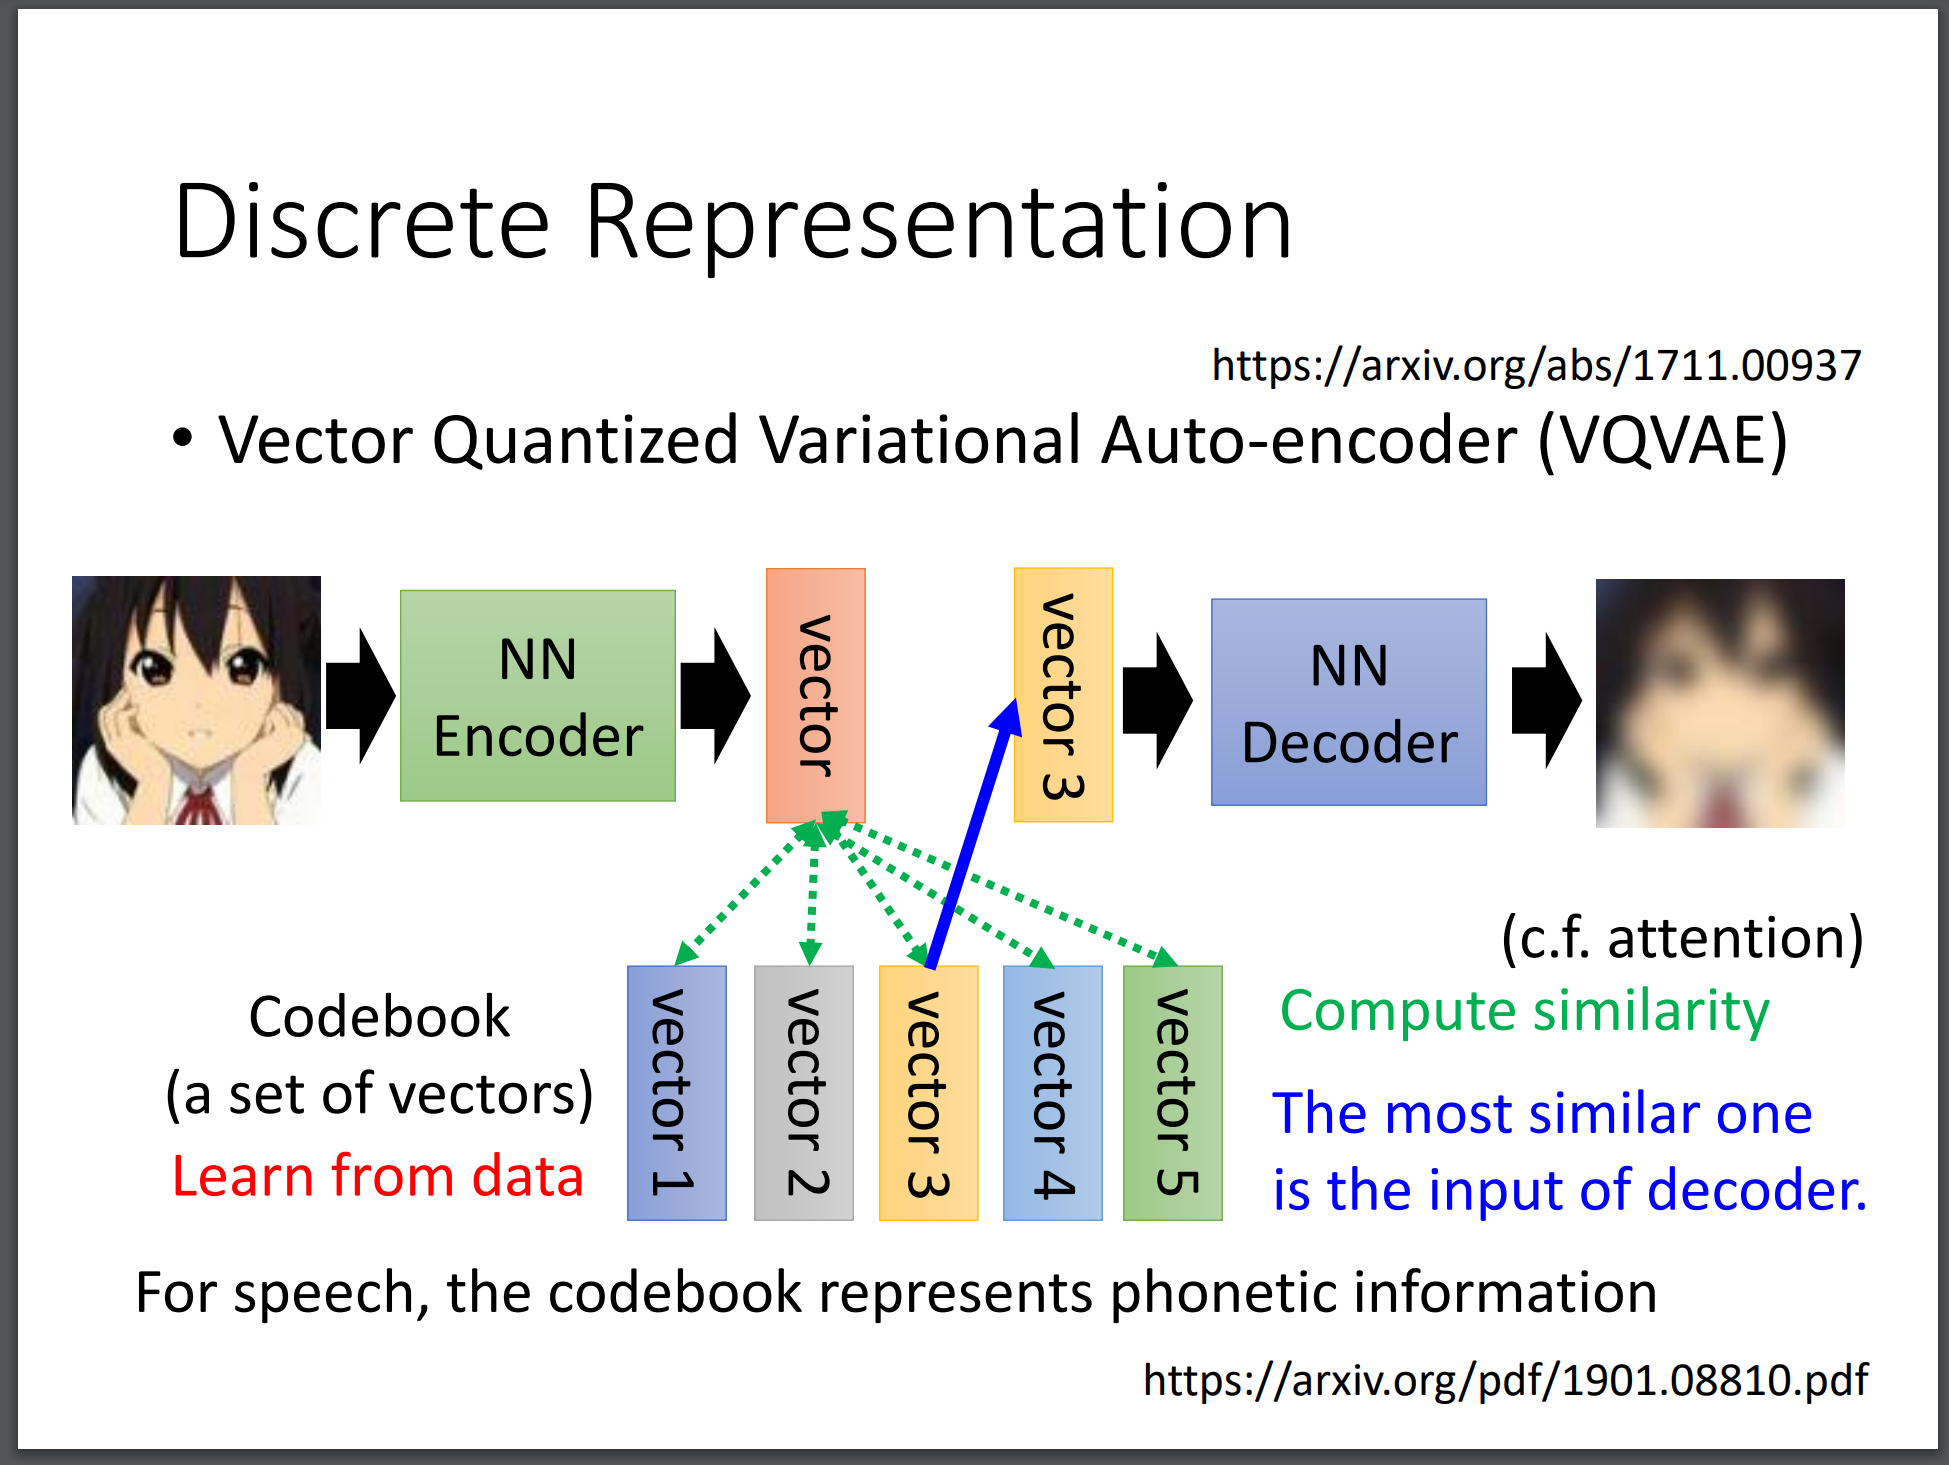 Discrete Representation
https://arxiv.org/abs/1711.00937
• Vector Quantized Variational Auto-encoder (VQVAE)
NN
Encoder
vector
vector 3
NN
Decoder
(c.f. attention)
Compute similarity
The most similar one
is the input of decoder.
Codebook
(a set of vectors)
Learn from data
vector 1
vector 2
vector 3
vector 4
vector 5
For speech, the codebook represents phonetic information
https://arxiv.org/pdf/1901.08810.pdf